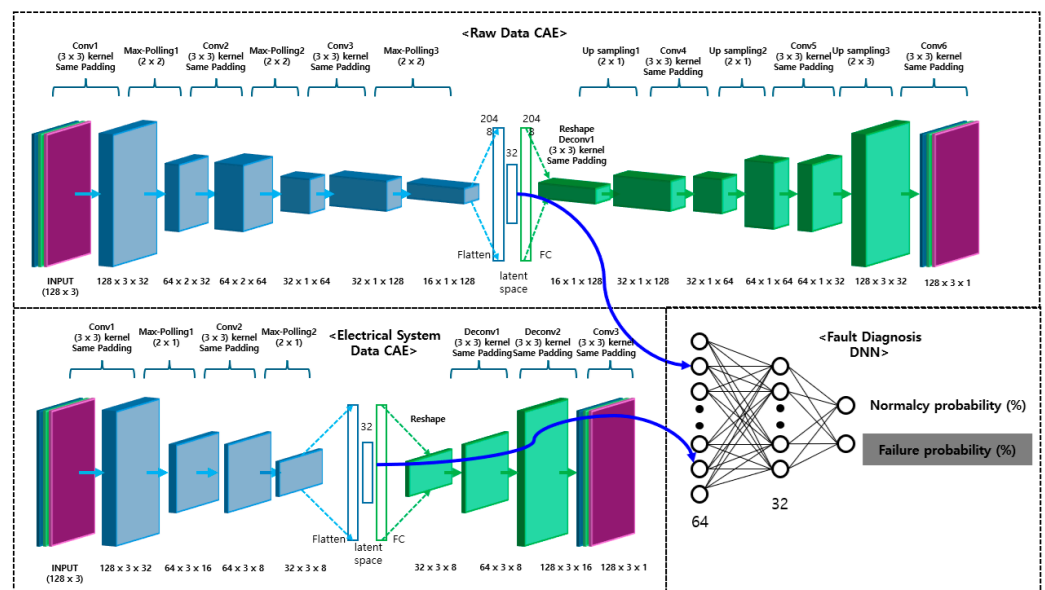 <Raw Data CAE>
Conv1
(3 x 3) kernel
Same Padding
Max-Polling1
(2 x 2)
Conv2
(3 x 3) kernel
Same Padding
Max-Polling2
(2 x 2)
Conv3
(3 x 3) kernel
Same Padding
Max-Polling3
(2 x 2)
Up sampling1
(2 x 1)
Conv4
(3 x 3) kernel
Same Padding
Up sampling2
(2 x 1)
Conv5
(3 x 3) kernel
Same Padding
Up sampling3
(2 x 3)
Conv6
(3 x 3) kernel
Same Padding
204
8
32
204
8
Reshape
Deconv1
(3 x 3) kernel
Same Padding
Flatten
FC
latent
space
INPUT
(128 x 3)
128 x 3 x 32
64 x 2 x 32
64 x 2 x 64
32 x 1 x 64
32 x 1 x 128
16 x 1 x 128
16 x 1 x 128
32 x 1 x 128
32 x 1 x 64
64 x 1 x 64
64 x 1 x 32
128 x 3 x 32
128 x 3 x 1
<Electrical System
Data CAE>
Conv1
(3 x 3) kernel
Same Padding
Max-Polling1
(2 x 1)
Conv2
(3 x 3) kernel
Same Padding
Max-Polling2
(2 x 1)
Deconv1
(3 x 3) kernel
Same Padding
Deconv2
(3 x 3) kernel
Same Padding
Conv3
(3 x 3) kernel
Same Padding
32
Reshape
Flatten
FC
latent
space
INPUT
(128 x 3)
128 x 3 x 32
64 x 3 x 16
64 x 3 x 8
32 x 3 x 8
32 x 3 x 8
64 x 3 x 8
128 x 3 x 16
128 x 3 x 1
<Fault Diagnosis
DNN>
Normalcy probability (%)
Failure probability (%)
64
32